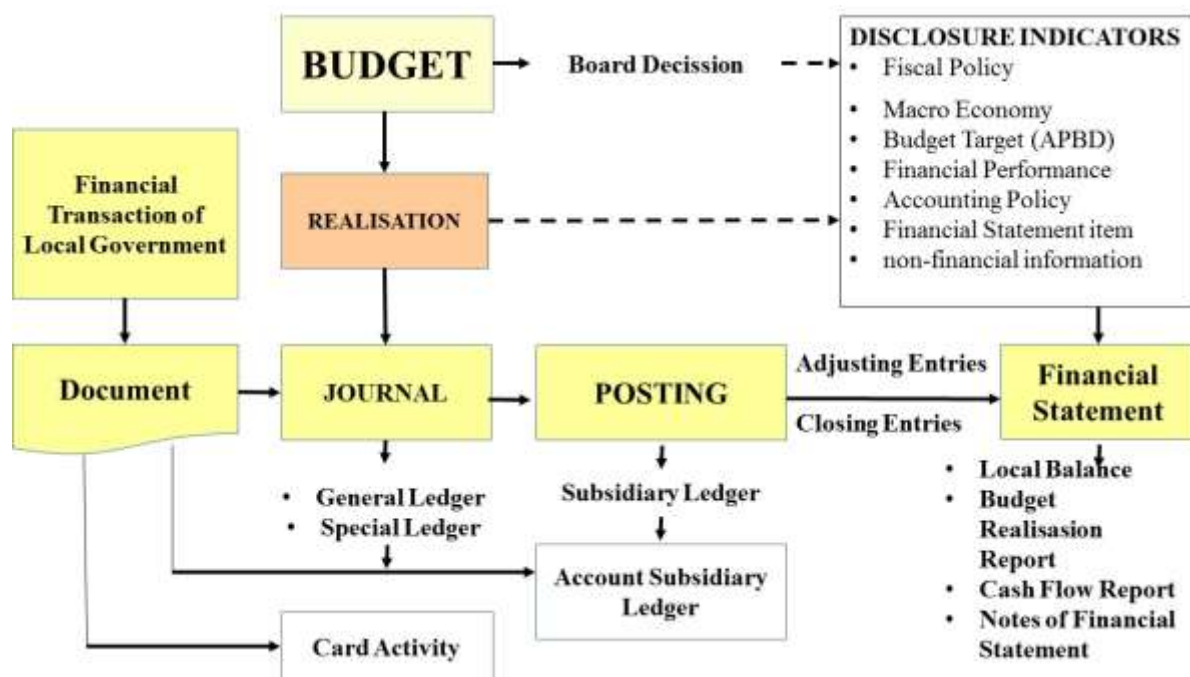 BUDGET
Board Decission
DISCLOSURE INDICATORS
• Fiscal Policy
• Macro Economy
• Budget Target (APBD)
• Financial Performance
• Accounting Policy
• Financial Statement item
• non-financial information
Financial
Transaction of
Local Government
REALISATION
Document
JOURNAL
POSTING
Adjusting Entries
Closing Entries
Financial
Statement
• General Ledger
• Special Ledger
Subsidiary Ledger
Account Subsidiary
Ledger
Card Activity
• Local Balance
• Budget
Realisasion
Report
• Cash Flow Report
• Notes of Financial
Statement